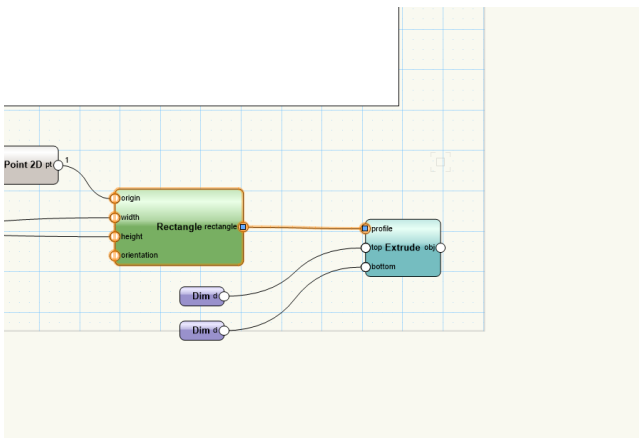 Point 2D pt
1
origin
width
Rectangle rectangle
height
orientation
profile
top Extrude obj
bottom
Dim d
Dim d